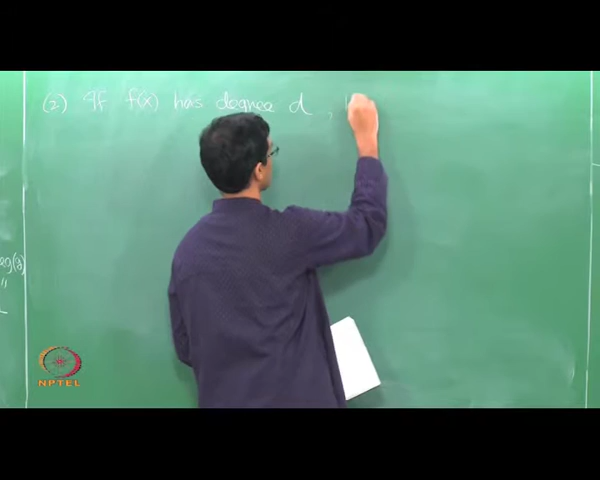 (2) If f(x) has degree d ,
NPTEL